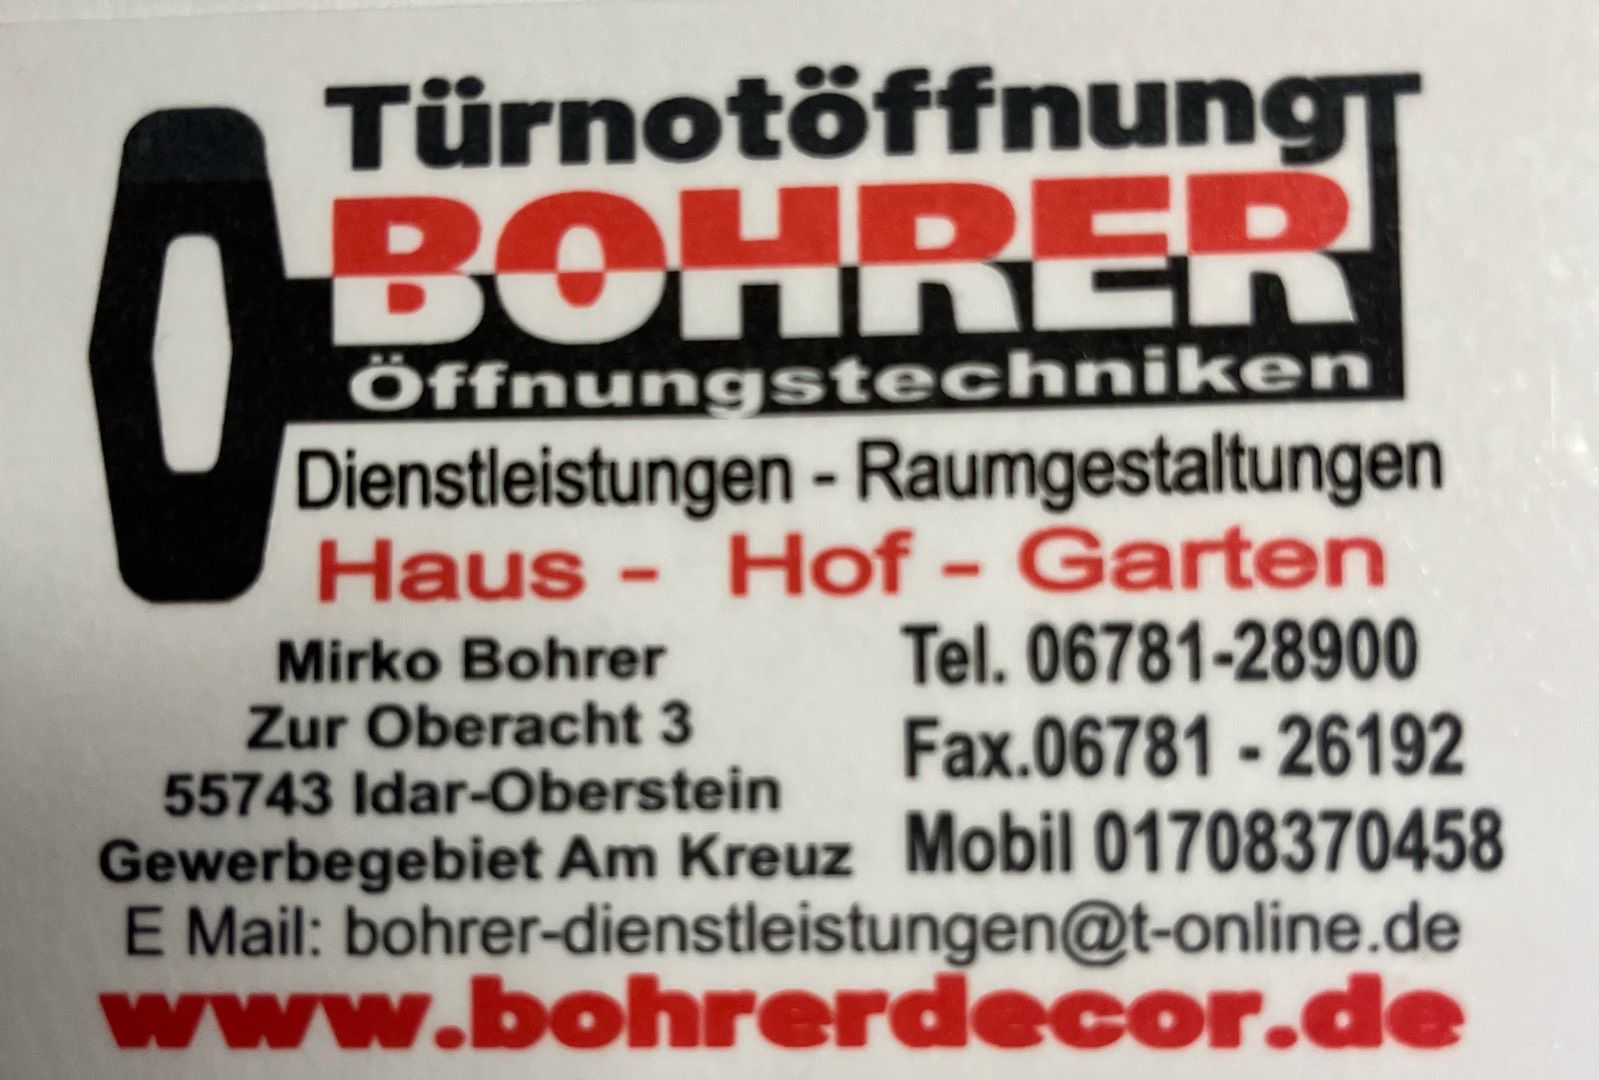 Türnotöffnung
BOHRER
Öffnungstechniken
Dienstleistungen - Raumgestaltungen
Haus - Hof - Garten
Mirko Bohrer
Zur Oberacht 3
55743 Idar-Oberstein
Gewerbegebiet Am Kreuz
Tel. 06781-28900
Fax.06781 - 26192
Mobil 01708370458
E Mail: bohrer-dienstleistungen@t-online.de
www.bohrerdecor.de